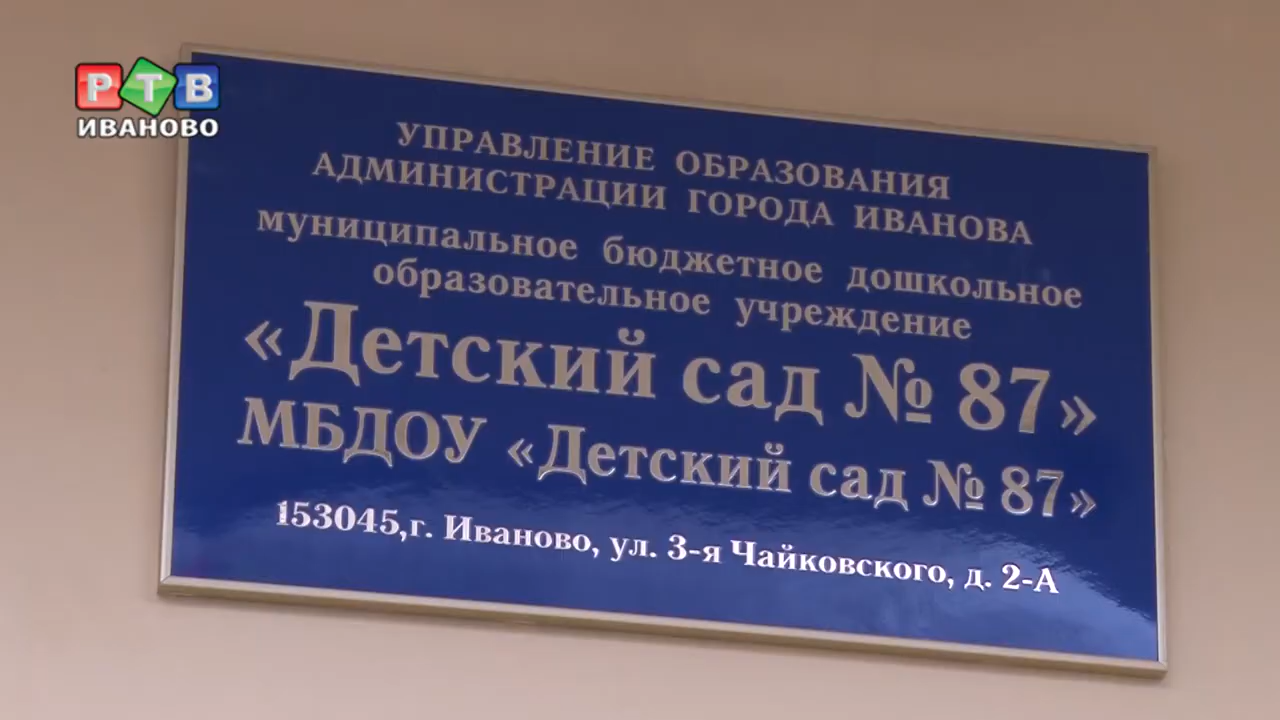 РТВ
ИВАНОВО
УПРАВЛЕНИЕ ОБРАЗОВАНИЯ
АДМИНИСТРАЦИИ ГОРОДА ИВАНОВА
муниципальное бюджетное дошкольное
образовательное учреждение
«Детский сад № 87»
МБДОУ «Детский сад № 87»
153045,г. Иваново, ул. 3-я Чайковского, д. 2-А